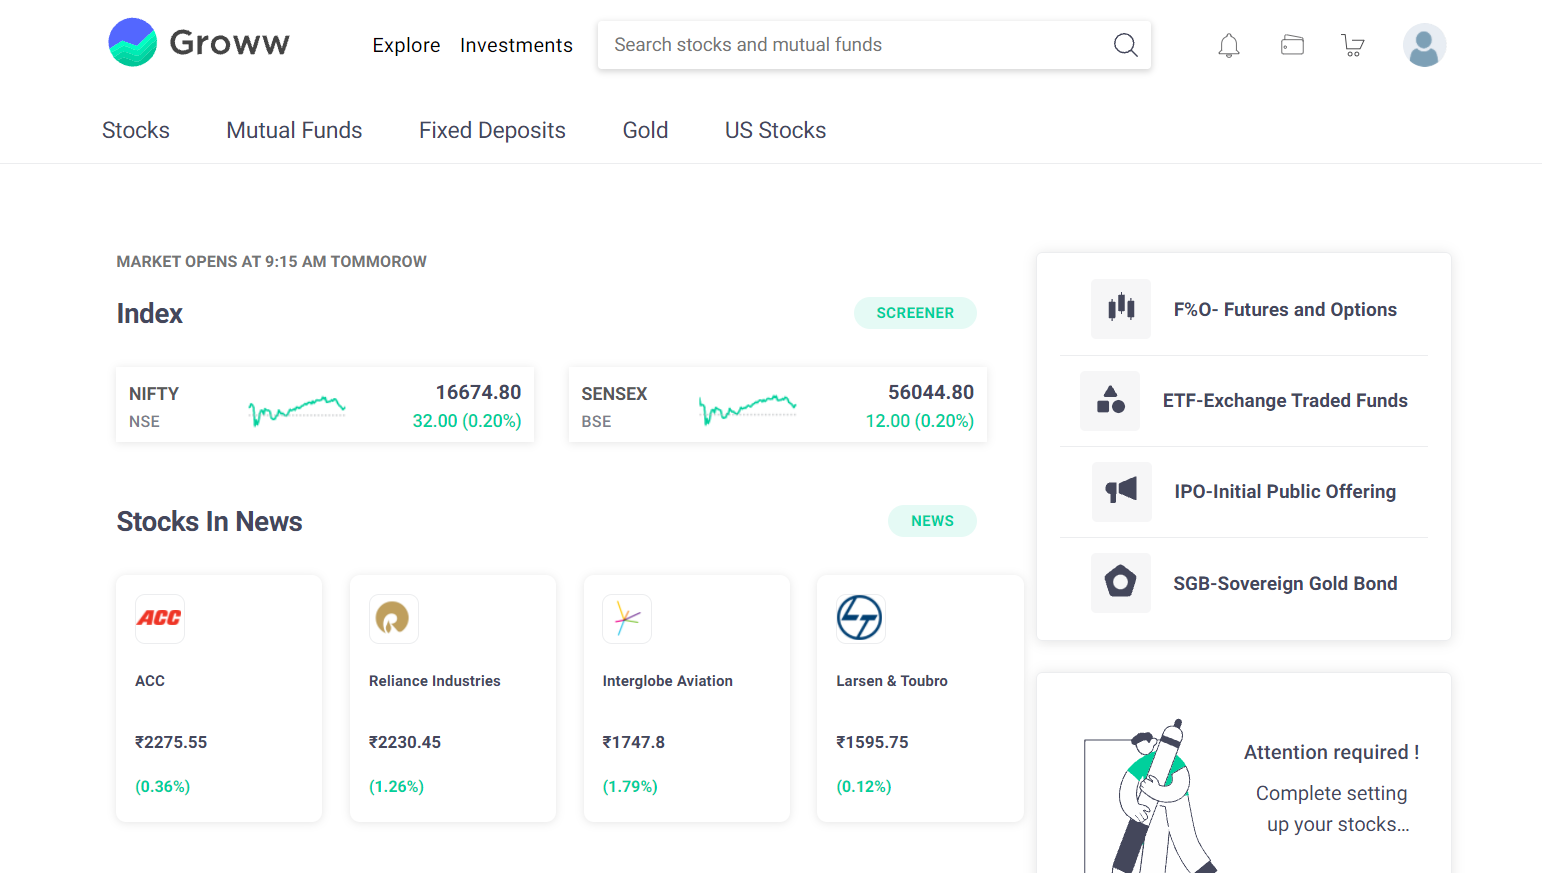 Groww
Explore
Investments
Search stocks and mutual funds
Stocks
Mutual Funds
Fixed Deposits
Gold
US Stocks
MARKET OPENS AT 9:15 AM TOMMOROW
Index
SCREENER
NIFTY
16674.80
NSE
32.00 (0.20%)
SENSEX
56044.80
BSE
12.00 (0.20%)
Stocks In News
NEWS
ACC
ACC
₹2275.55
(0.36%)
Reliance Industries
₹2230.45
(1.26%)
Interglobe Aviation
₹1747.8
(1.79%)
LT
Larsen & Toubro
₹1595.75
(0.12%)
F%O- Futures and Options
ETF-Exchange Traded Funds
IPO-Initial Public Offering
SGB-Sovereign Gold Bond
Attention required !
Complete setting
up your stocks...